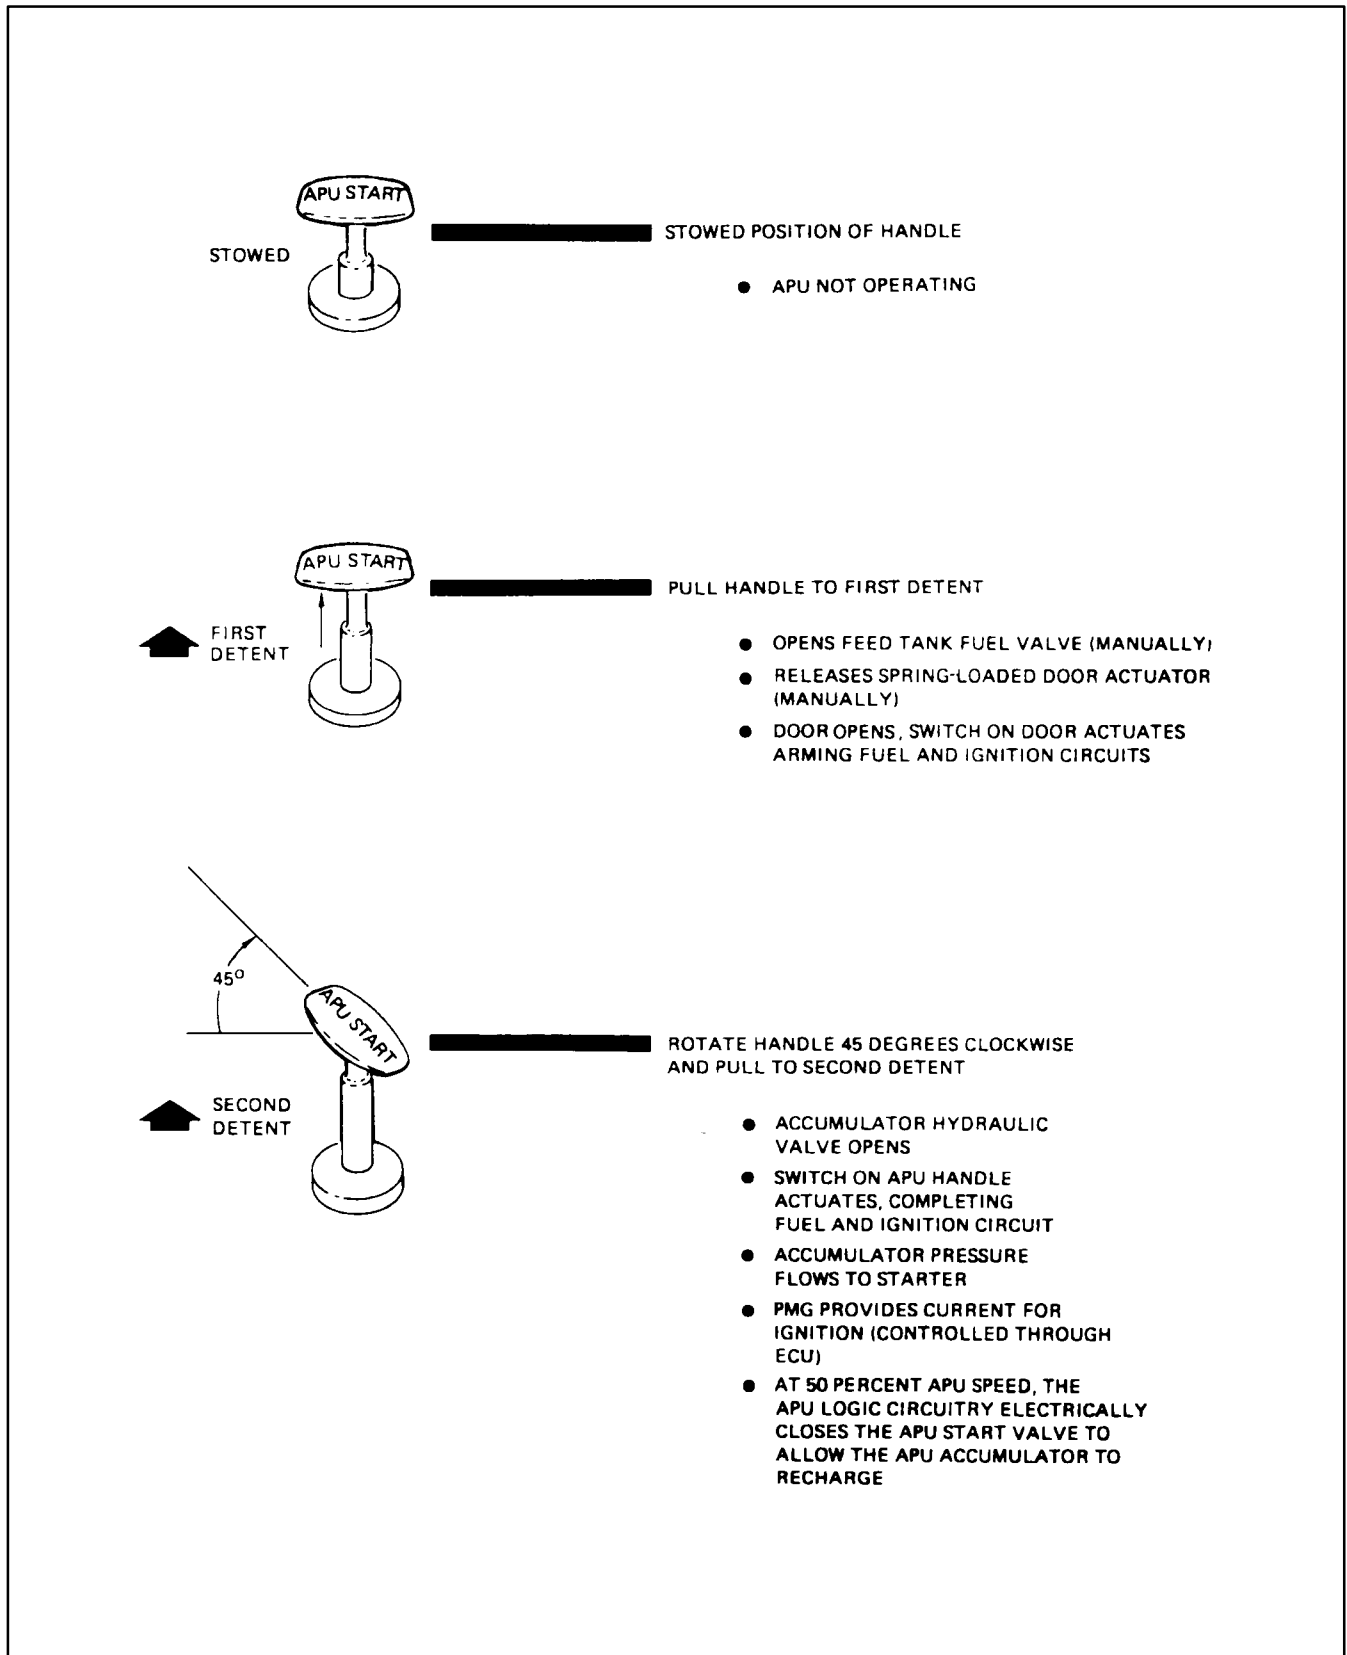 APU START
STOWED
STOWED POSITION OF HANDLE
● APU NOT OPERATING
APU START
FIRST
DETENT
PULL HANDLE TO FIRST DETENT
● OPENS FEED TANK FUEL VALVE (MANUALLY)
● RELEASES SPRING-LOADED DOOR ACTUATOR
(MANUALLY)
● DOOR OPENS, SWITCH ON DOOR ACTUATES
ARMING FUEL AND IGNITION CIRCUITS
45°
APU START
SECOND
DETENT
ROTATE HANDLE 45 DEGREES CLOCKWISE
AND PULL TO SECOND DETENT
● ACCUMULATOR HYDRAULIC
VALVE OPENS
● SWITCH ON APU HANDLE
ACTUATES, COMPLETING
FUEL AND IGNITION CIRCUIT
● ACCUMULATOR PRESSURE
FLOWS TO STARTER
● PMG PROVIDES CURRENT FOR
IGNITION (CONTROLLED THROUGH
ECU)
● AT 50 PERCENT APU SPEED, THE
APU LOGIC CIRCUITRY ELECTRICALLY
CLOSES THE APU START VALVE TO
ALLOW THE APU ACCUMULATOR TO
RECHARGE